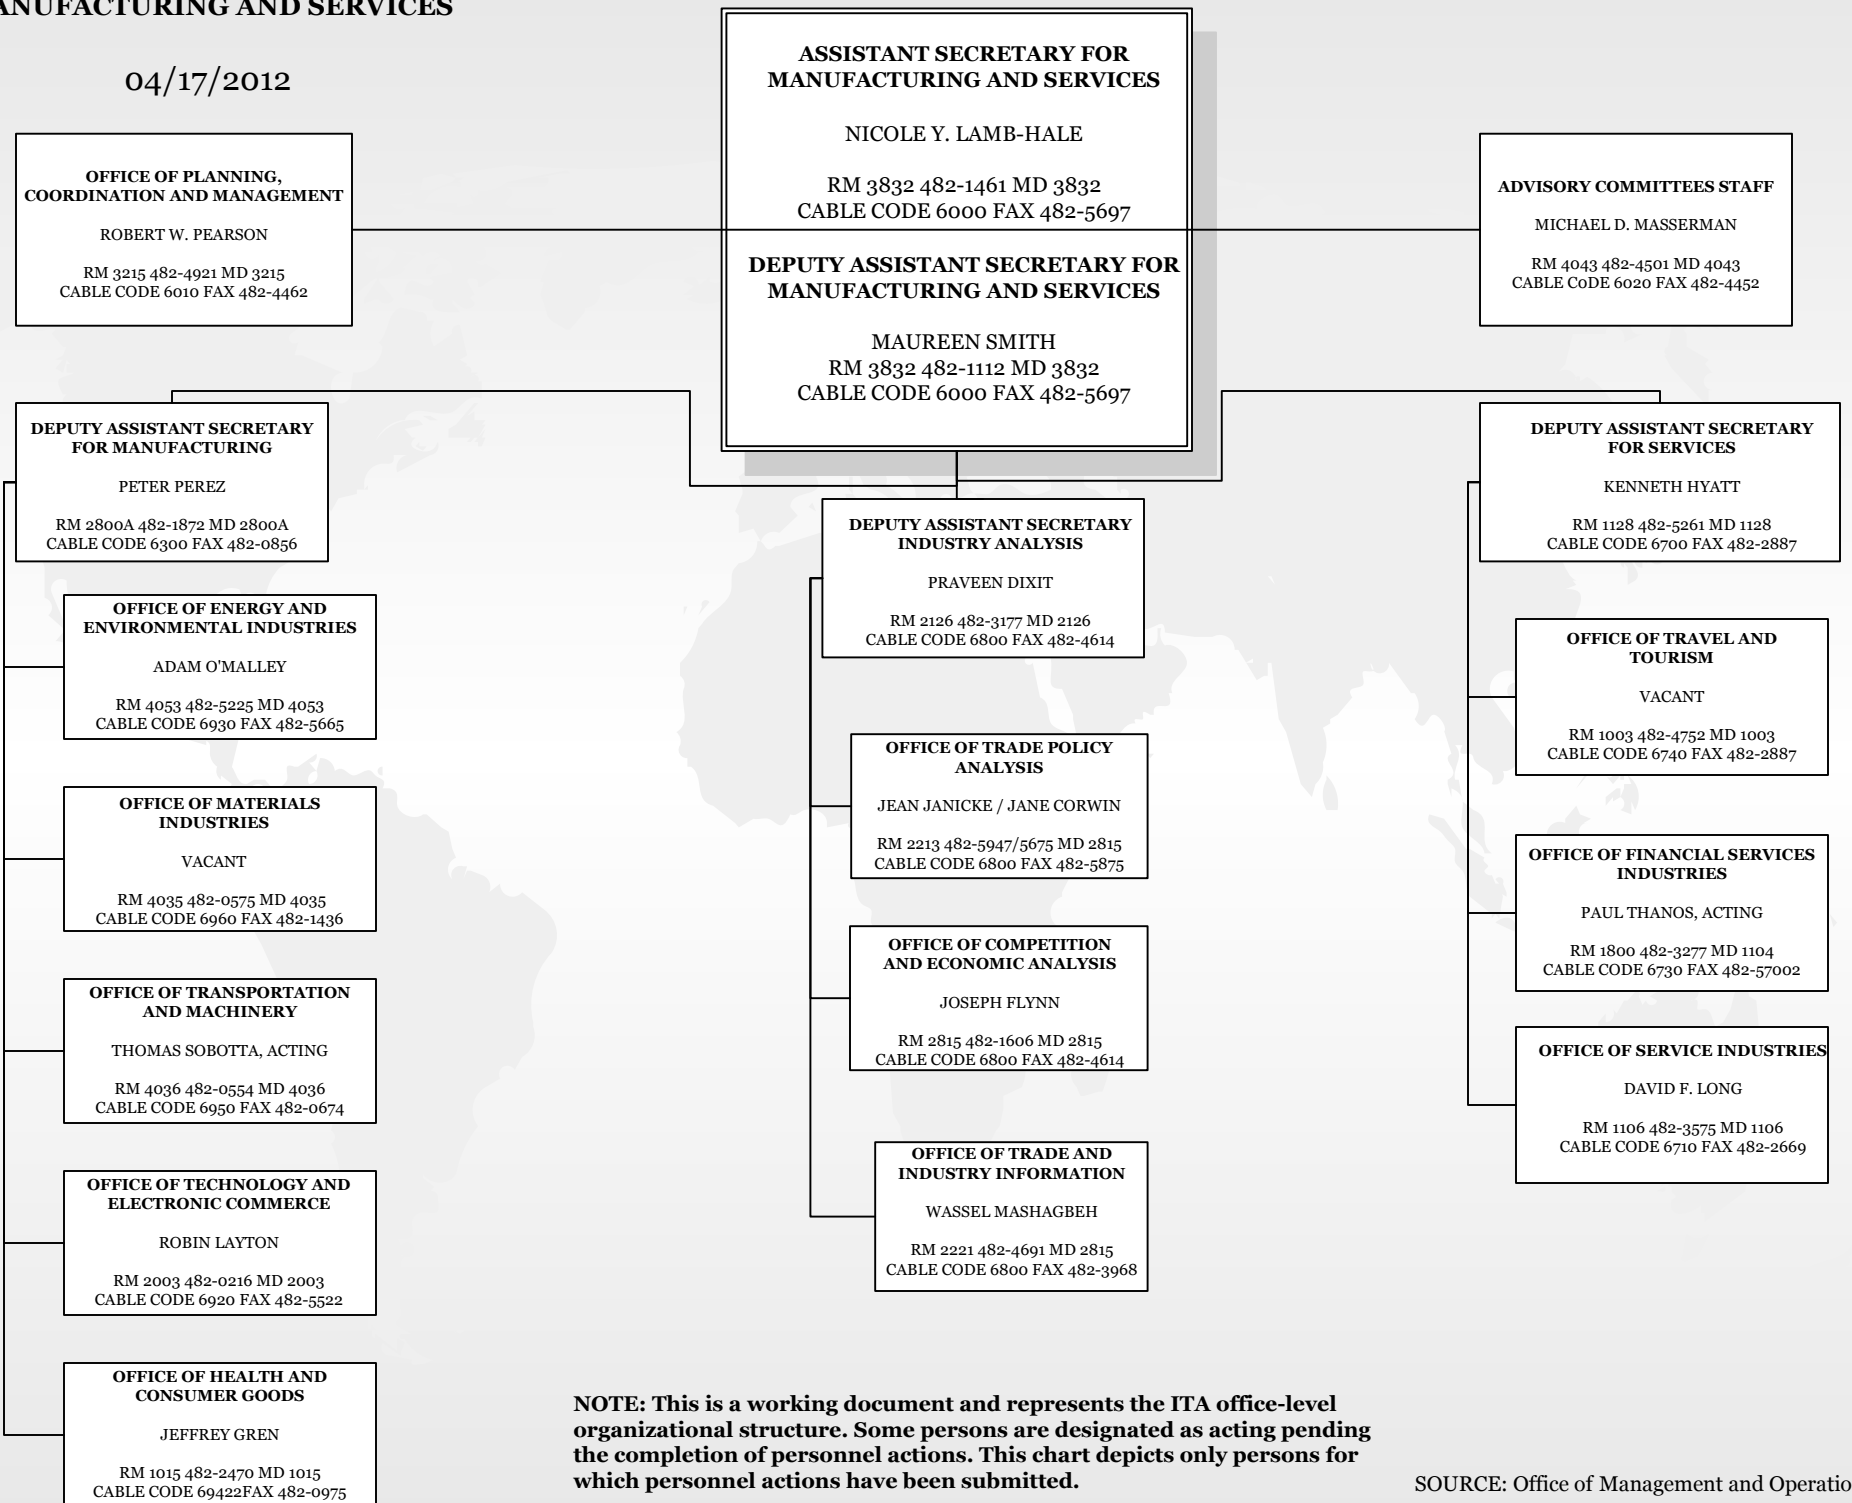 ANUFACTURING AND SERVICES
04/17/2012
ASSISTANT SECRETARY FOR
MANUFACTURING AND SERVICES
NICOLE Y. LAMB-HALE
RM 3832 482-1461 MD 3832
CABLE CODE 6000 FAX 482-5697
DEPUTY ASSISTANT SECRETARY FOR
MANUFACTURING AND SERVICES
MAUREEN SMITH
RM 3832 482-1112 MD 3832
CABLE CODE 6000 FAX 482-5697
OFFICE OF PLANNING,
COORDINATION AND MANAGEMENT
ROBERT W. PEARSON
RM 3215 482-4921 MD 3215
CABLE CODE 6010 FAX 482-4462
ADVISORY COMMITTEES STAFF
MICHAEL D. MASSERMAN
RM 4043 482-4501 MD 4043
CABLE C0DE 6020 FAX 482-4452
DEPUTY ASSISTANT SECRETARY
FOR MANUFACTURING
PETER PEREZ
RM 2800A 482-1872 MD 2800A
CABLE CODE 6300 FAX 482-0856
OFFICE OF ENERGY AND
ENVIRONMENTAL INDUSTRIES
ADAM O'MALLEY
RM 4053 482-5225 MD 4053
CABLE CODE 6930 FAX 482-5665
OFFICE OF MATERIALS
INDUSTRIES
VACANT
RM 4035 482-0575 MD 4035
CABLE CODE 6960 FAX 482-1436
OFFICE OF TRANSPORTATION
AND MACHINERY
THOMAS SOBOTTA, ACTING
RM 4036 482-0554 MD 4036
CABLE CODE 6950 FAX 482-0674
OFFICE OF TECHNOLOGY AND
ELECTRONIC COMMERCE
ROBIN LAYTON
RM 2003 482-0216 MD 2003
CABLE CODE 6920 FAX 482-5522
OFFICE OF HEALTH AND
CONSUMER GOODS
JEFFREY GREN
RM 1015 482-2470 MD 1015
CABLE CODE 69422FAX 482-0975
DEPUTY ASSISTANT SECRETARY
INDUSTRY ANALYSIS
PRAVEEN DIXIT
RM 2126 482-3177 MD 2126
CABLE CODE 6800 FAX 482-4614
OFFICE OF TRADE POLICY
ANALYSIS
JEAN JANICKE / JANE CORWIN
RM 2213 482-5947/5675 MD 2815
CABLE CODE 6800 FAX 482-5875
OFFICE OF COMPETITION
AND ECONOMIC ANALYSIS
JOSEPH FLYNN
RM 2815 482-1606 MD 2815
CABLE CODE 6800 FAX 482-4614
OFFICE OF TRADE AND
INDUSTRY INFORMATION
WASSEL MASHAGBEH
RM 2221 482-4691 MD 2815
CABLE CODE 6800 FAX 482-3968
DEPUTY ASSISTANT SECRETARY
FOR SERVICES
KENNETH HYATT
RM 1128 482-5261 MD 1128
CABLE CODE 6700 FAX 482-2887
OFFICE OF TRAVEL AND
TOURISM
VACANT
RM 1003 482-4752 MD 1003
CABLE CODE 6740 FAX 482-2887
OFFICE OF FINANCIAL SERVICES
INDUSTRIES
PAUL THANOS, ACTING
RM 1800 482-3277 MD 1104
CABLE CODE 6730 FAX 482-57002
OFFICE OF SERVICE INDUSTRIES
DAVID F. LONG
RM 1106 482-3575 MD 1106
CABLE CODE 6710 FAX 482-2669
NOTE: This is a working document and represents the ITA office-level
organizational structure. Some persons are designated as acting pending
the completion of personnel actions. This chart depicts only persons for
which personnel actions have been submitted.
SOURCE: Office of Management and Operatio